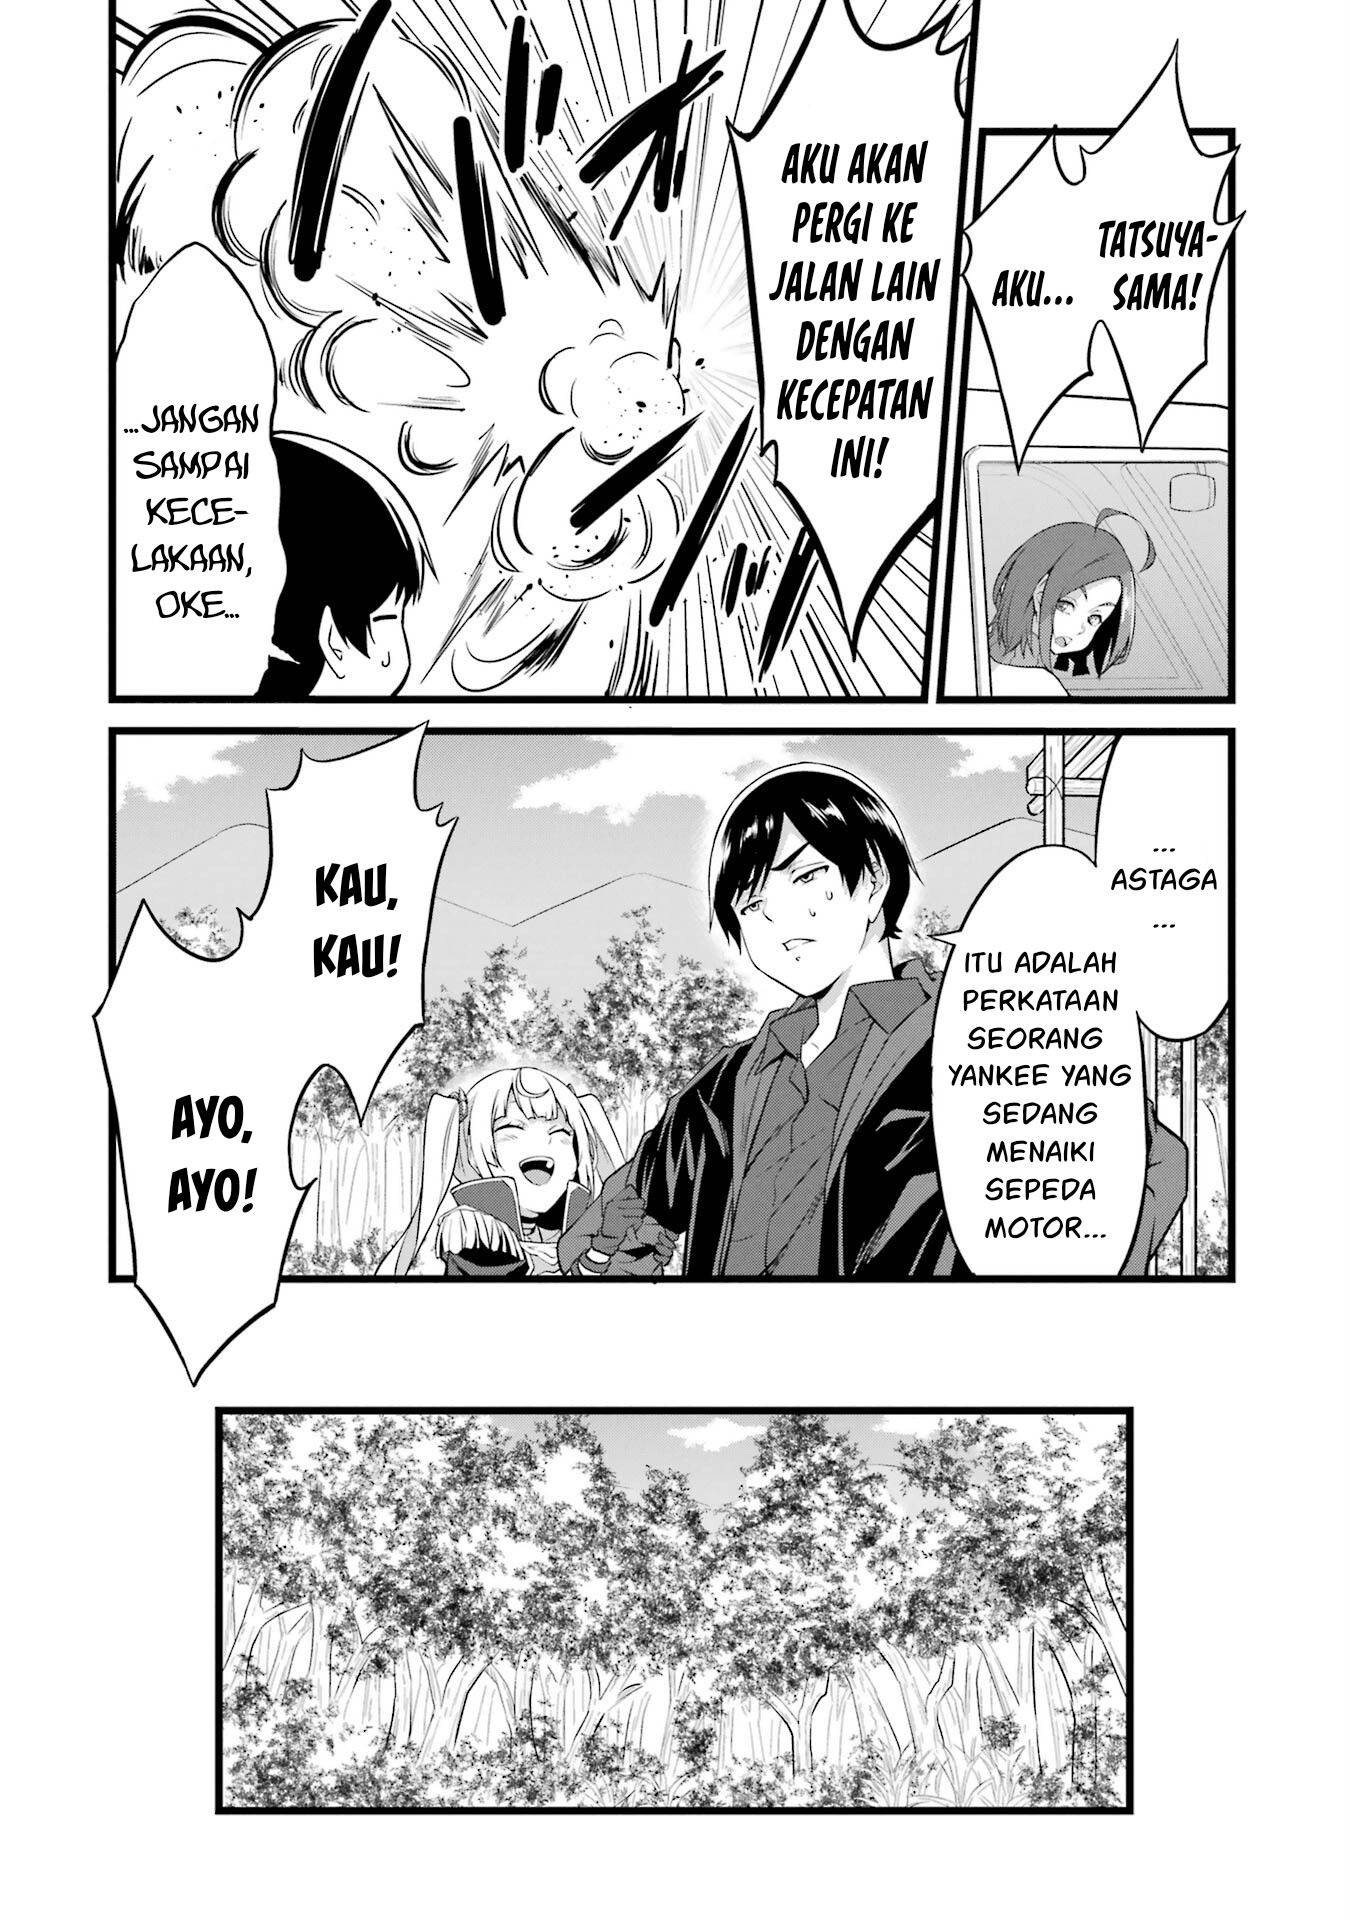 TATSUYA-
SAMA!
AKU...
AKU AKAN
PERGI KE
JALAN LAIN
DENGAN
KECEPATAN
INI!
...JANGAN
SAMPAI
KECE-
LAKAAN,
OKE...
...
ASTAGA
...
ITU ADALAH
PERKATAAN
SEORANG
YANKEE YANG
SEDANG
MENAIKI
SEPEDA
MOTOR...
KAU,
KAU!
AYO,
AYO!